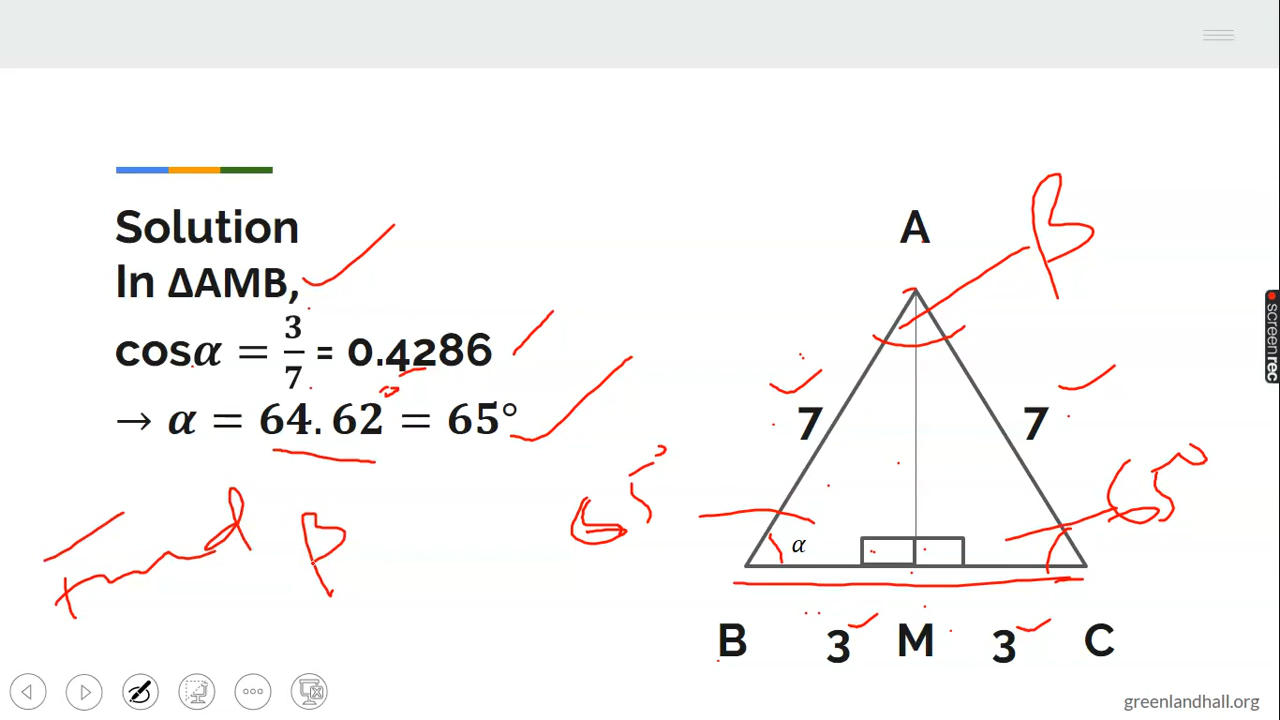 Solution
In ΔAMB,
cosα = 3/7 = 0.4286
→ α = 64.62° = 65°
Find β
A
β
7
7
65°
65°
α
B
3
M
3
C
greenlandhall.org
screenrec